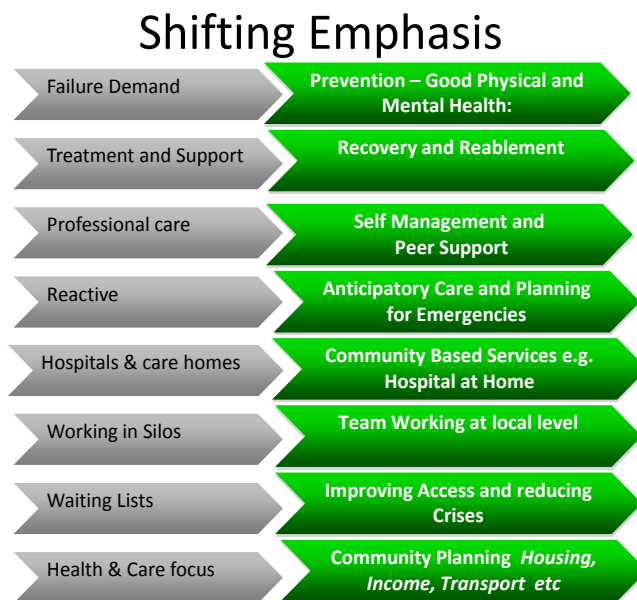 Shifting Emphasis
Failure Demand
Prevention – Good Physical and
Mental Health:
Treatment and Support
Recovery and Reablement
Professional care
Self Management and
Peer Support
Reactive
Anticipatory Care and Planning
for Emergencies
Hospitals & care homes
Community Based Services e.g.
Hospital at Home
Working in Silos
Team Working at local level
Waiting Lists
Improving Access and reducing
Crises
Health & Care focus
Community Planning Housing,
Income, Transport etc